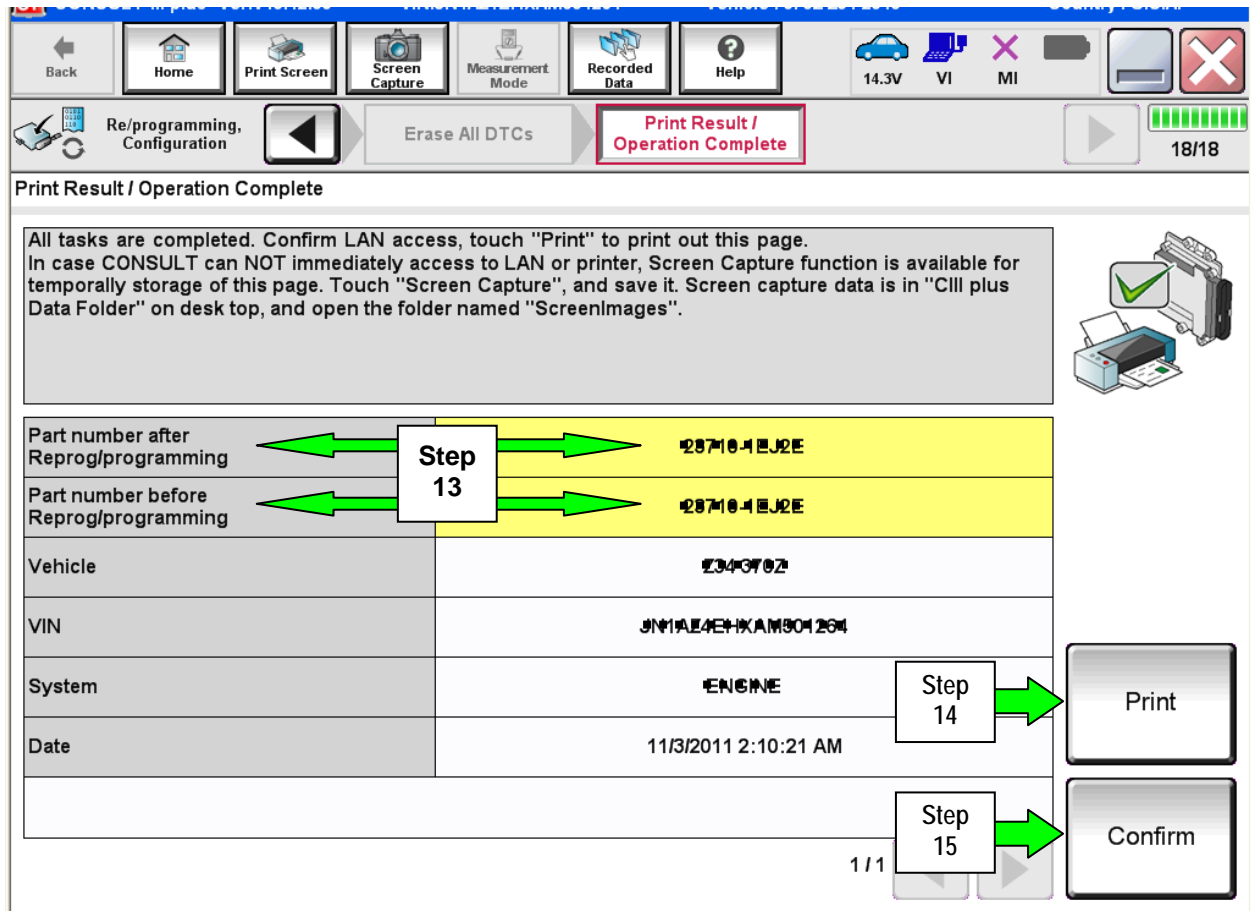 Back
Home
Print Screen
Screen
Capture
Measurement
Mode
Recorded
Data
Help
14.3V
VI
MI
Re/programming,
Configuration
Erase All DTCs
Print Result /
Operation Complete
18/18
Print Result / Operation Complete
All tasks are completed. Confirm LAN access, touch "Print" to print out this page.
In case CONSULT can NOT immediately access to LAN or printer, Screen Capture function is available for
temporally storage of this page. Touch "Screen Capture", and save it. Screen capture data is in "CIII plus
Data Folder" on desk top, and open the folder named "ScreenImages".
Part number after
Reprog/programming
Step
13
Part number before
Reprog/programming
Vehicle
VIN
System
ENGINE
Step
14
Print
Date
11/3/2011 2:10:21 AM
Step
15
Confirm
1/1